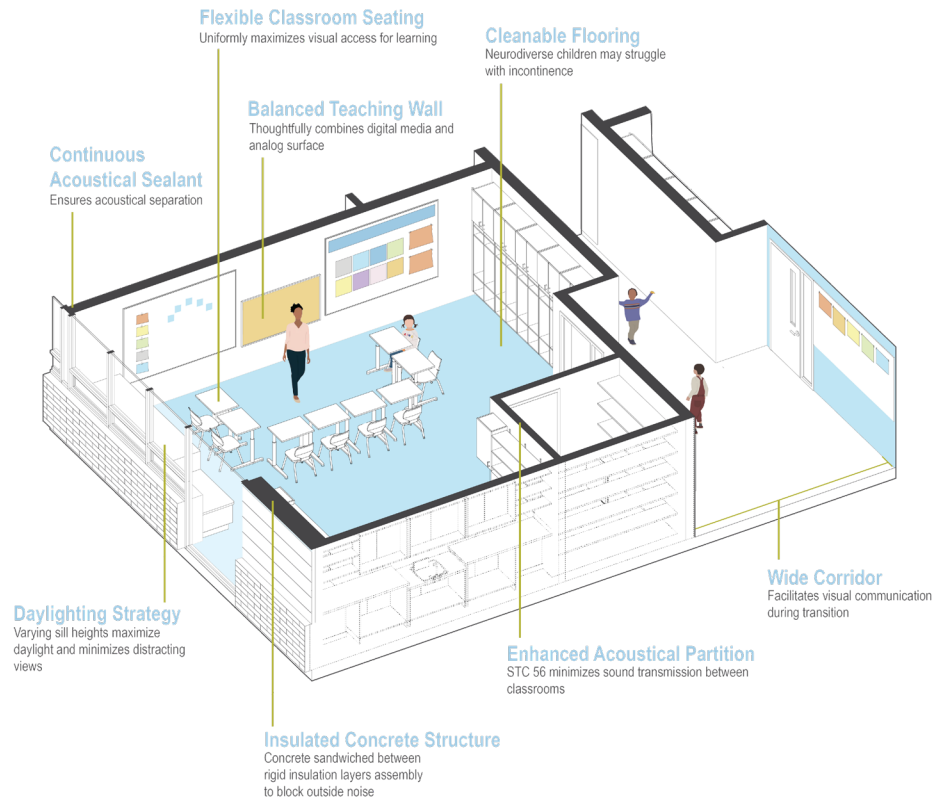 Flexible Classroom Seating
Uniformly maximizes visual access for learning
Cleanable Flooring
Neurodiverse children may struggle
with incontinence
Balanced Teaching Wall
Thoughtfully combines digital media and
analog surface
Continuous
Acoustical Sealant
Ensures acoustical separation
Wide Corridor
Facilitates visual communication
during transition
Daylighting Strategy
Varying sill heights maximize
daylight and minimizes distracting
views
Enhanced Acoustical Partition
STC 56 minimizes sound transmission between
classrooms
Insulated Concrete Structure
Concrete sandwiched between
rigid insulation layers assembly
to block outside noise